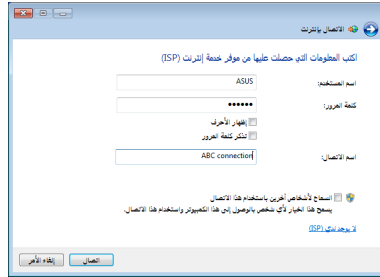 الاتصال بإنترنت
اكتب المعلومات التي حصلت عليها من موفر خدمة إنترنت (ISP)
اسم المستخدم: ASUS
كلمة المرور: ••••••
إظهار الأحرف
تذكر كلمة المرور
اسم الاتصال: ABC connection
السماح لأشخاص آخرين باستخدام هذا الاتصال
يسمح هذا الخيار لأي شخص بالوصول إلى هذا الكمبيوتر واستخدام هذا الاتصال.
لا يوجد لدي (ISP)
اتصال إلغاء الأمر